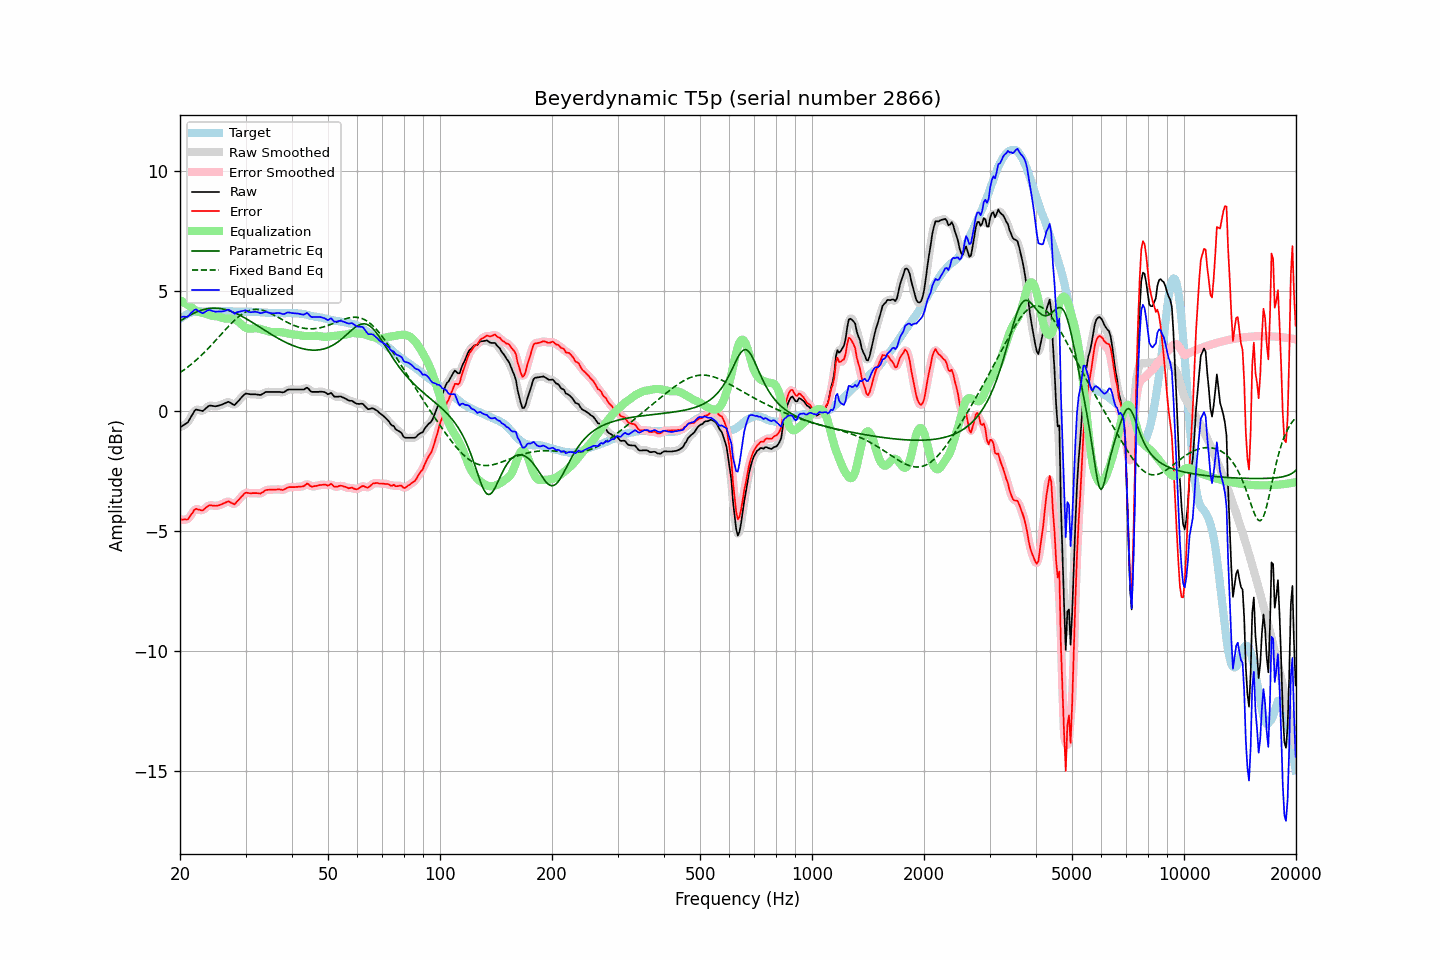 Beyerdynamic T5p (serial number 2866)
Target
Raw Smoothed
Error Smoothed
Raw
Error
Equalization
Parametric Eq
Fixed Band Eq
Equalized
Amplitude (dBr)
10
5
0
−5
−10
−15
20
50
100
200
500
1000
2000
5000
10000
20000
Frequency (Hz)